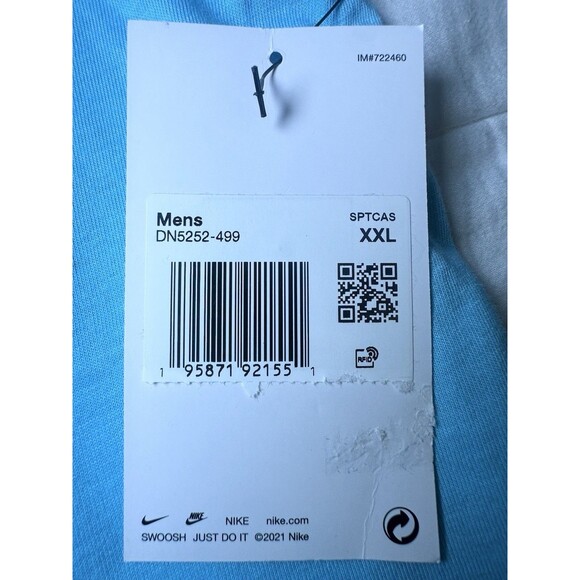 IM#722460
Mens SPTCAS
DN5252-499 XXL
1 95871 92155 1
RFID
NIKE NIKE nike.com
SWOOSH JUST DO IT ©2021 Nike